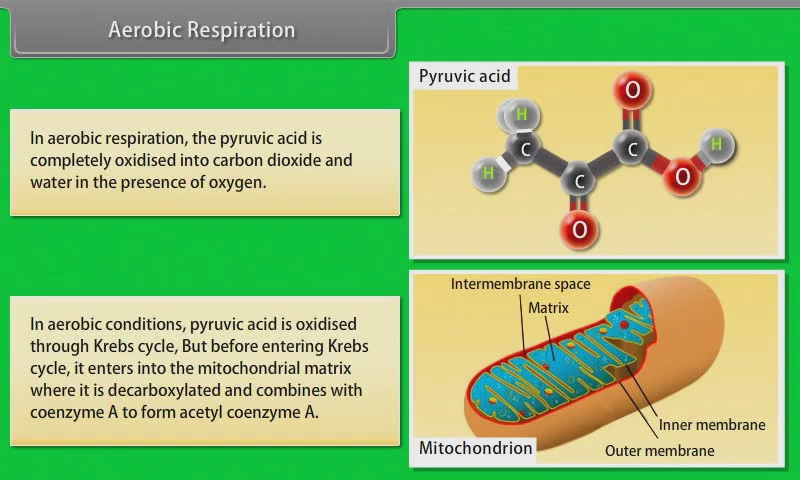 Aerobic Respiration
In aerobic respiration, the pyruvic acid is
completely oxidised into carbon dioxide and
water in the presence of oxygen.
In aerobic conditions, pyruvic acid is oxidised
through Krebs cycle, But before entering Krebs
cycle, it enters into the mitochondrial matrix
where it is decarboxylated and combines with
coenzyme A to form acetyl coenzyme A.
Pyruvic acid
O
H
C
C
H
H
C
O
O
Intermembrane space
Matrix
Inner membrane
Outer membrane
Mitochondrion